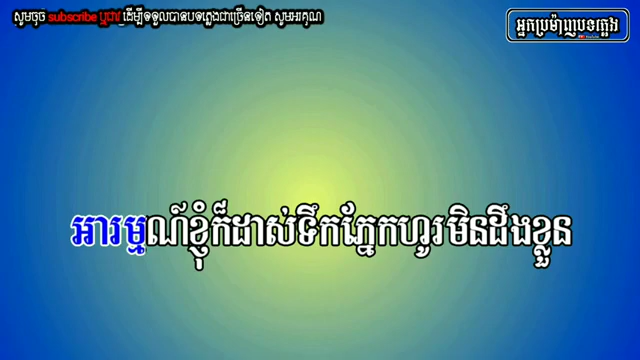 សូមចុច subscribe ឬជាវ ដើម្បីទទួលបានបទភ្លេងជាច្រើនទៀត សូមអរគុណ
អ្នកប្រម៉ាញបទភ្លេង
អារម្មណ៍ខ្ញុំក៏ដាស់ទឹកភ្នែកហូរមិនដឹងខ្លួន